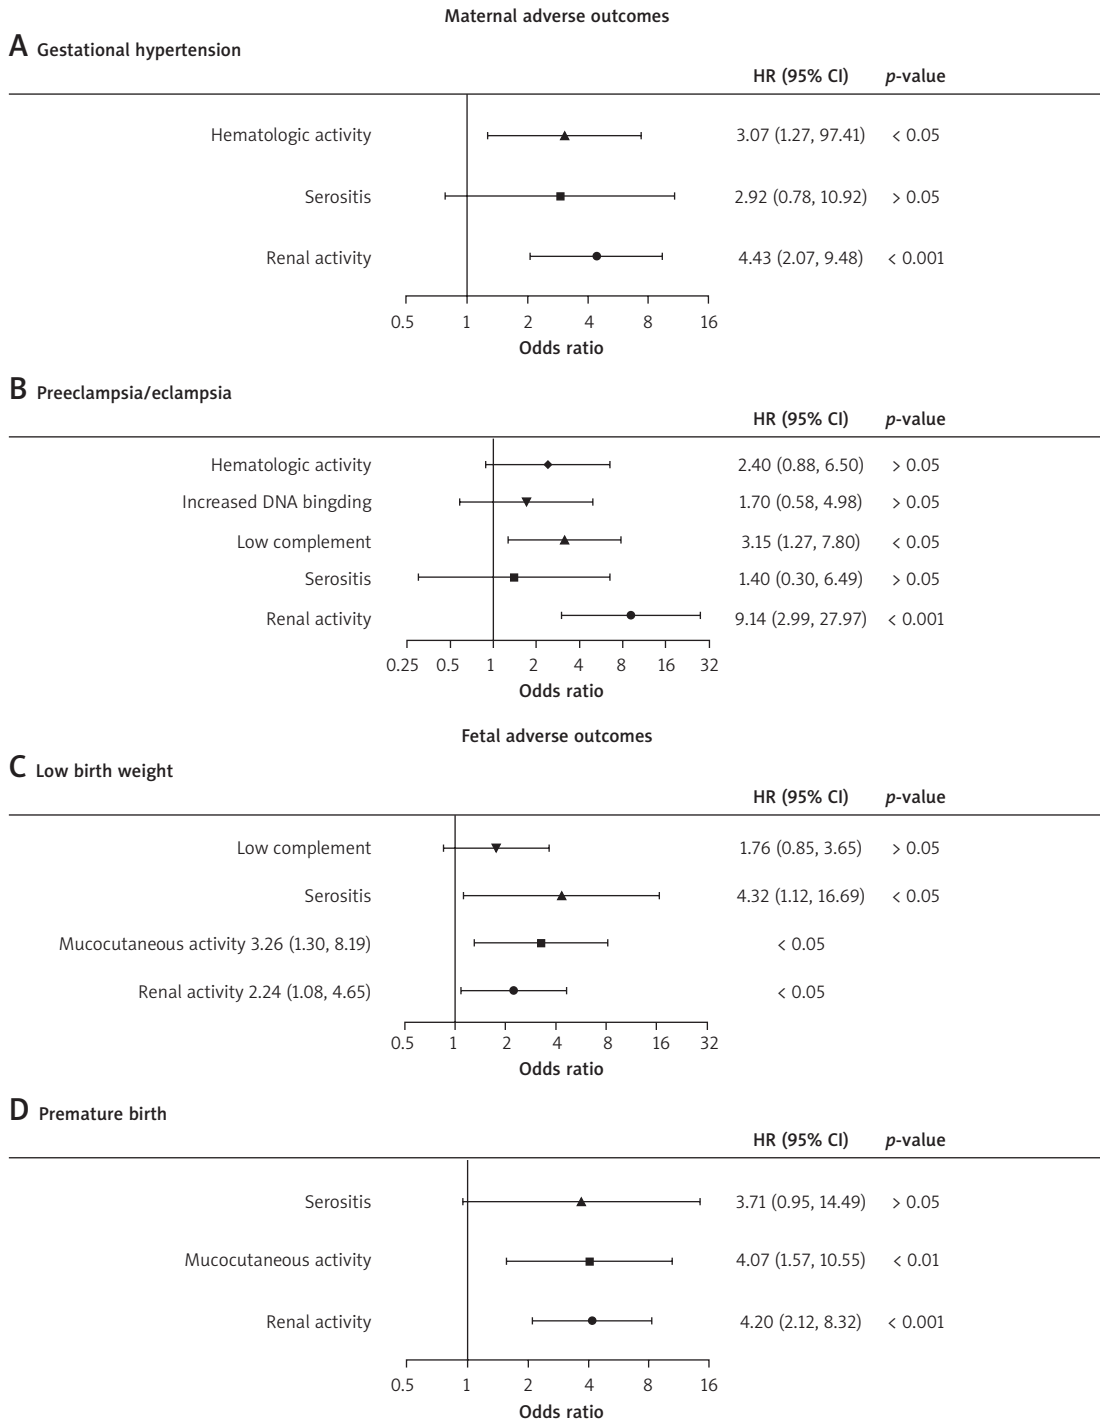 Maternal adverse outcomes
A Gestational hypertension
HR (95% CI) p-value
Hematologic activity 3.07 (1.27, 97.41) < 0.05
Serositis 2.92 (0.78, 10.92) > 0.05
Renal activity 4.43 (2.07, 9.48) < 0.001
0.5 1 2 4 8 16
Odds ratio
B Preeclampsia/eclampsia
HR (95% CI) p-value
Hematologic activity 2.40 (0.88, 6.50) > 0.05
Increased DNA bingding 1.70 (0.58, 4.98) > 0.05
Low complement 3.15 (1.27, 7.80) < 0.05
Serositis 1.40 (0.30, 6.49) > 0.05
Renal activity 9.14 (2.99, 27.97) < 0.001
0.25 0.5 1 2 4 8 16 32
Odds ratio
Fetal adverse outcomes
C Low birth weight
HR (95% CI) p-value
Low complement 1.76 (0.85, 3.65) > 0.05
Serositis 4.32 (1.12, 16.69) < 0.05
Mucocutaneous activity 3.26 (1.30, 8.19) < 0.05
Renal activity 2.24 (1.08, 4.65) < 0.05
0.5 1 2 4 8 16 32
Odds ratio
D Premature birth
HR (95% CI) p-value
Serositis 3.71 (0.95, 14.49) > 0.05
Mucocutaneous activity 4.07 (1.57, 10.55) < 0.01
Renal activity 4.20 (2.12, 8.32) < 0.001
0.5 1 2 4 8 16
Odds ratio